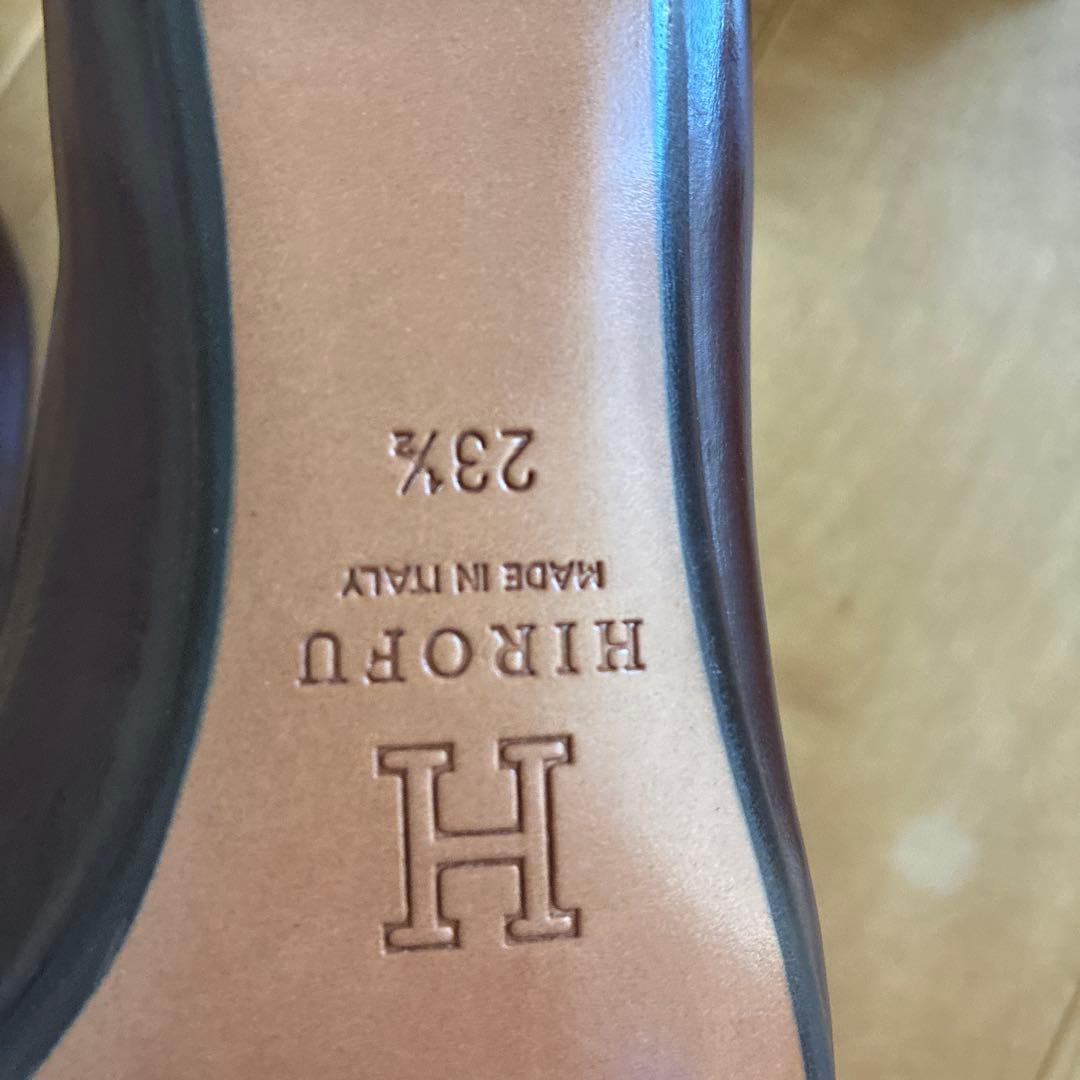 H
HIROFU
MADE IN ITALY
23½